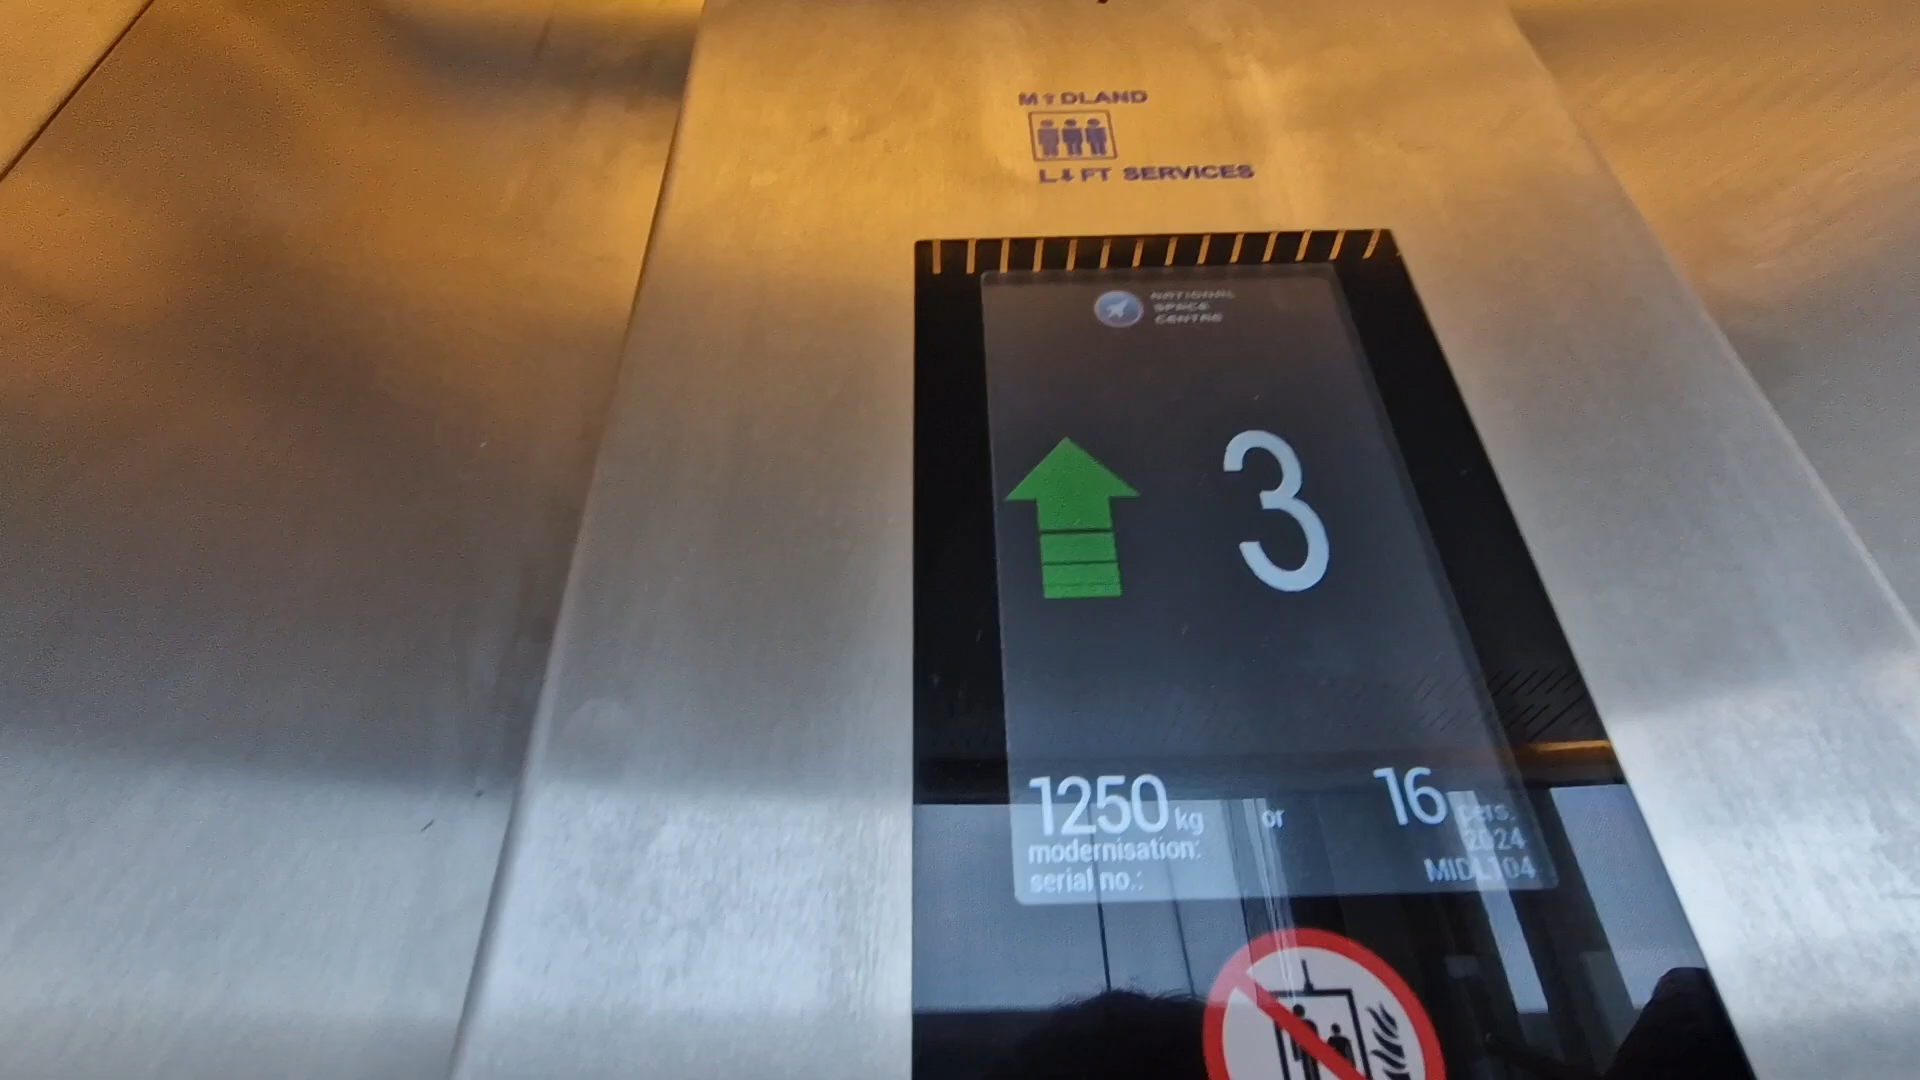 MIDLAND
LIFT SERVICES
NATIONAL
SPACE
CENTRE
3
1250 kg or 16 pers.
modernisation: 2024
serial no.: MIDL104